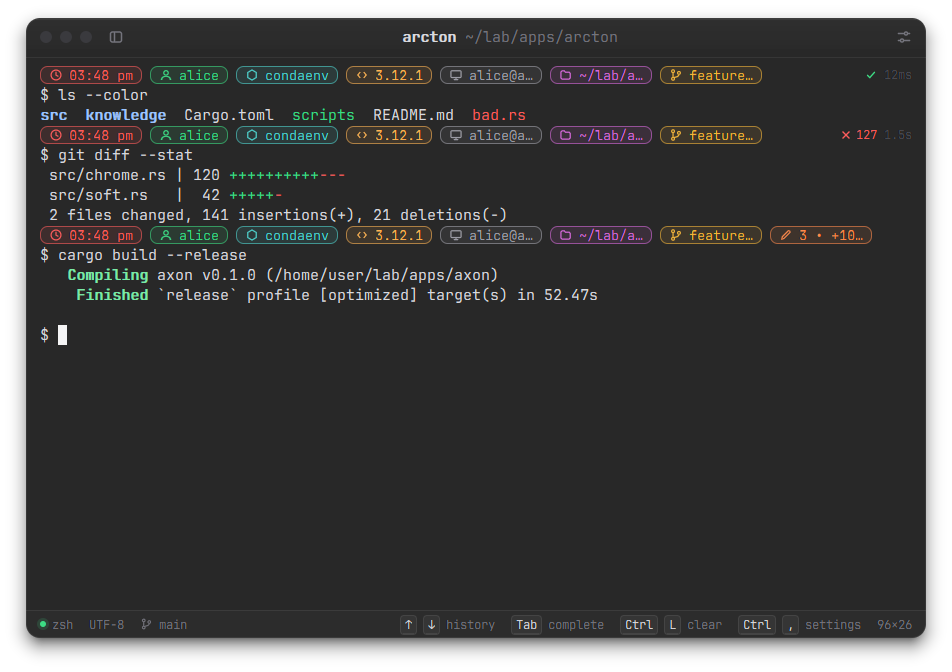 arcton ~/lab/apps/arcton
03:48 pm alice condaenv 3.12.1 alice@a… ~/lab/a… feature… ✓ 12ms
$ ls --color
src knowledge Cargo.toml scripts README.md bad.rs
03:48 pm alice condaenv 3.12.1 alice@a… ~/lab/a… feature… ✕ 127 1.5s
$ git diff --stat
src/chrome.rs | 120 ++++++++++---
src/soft.rs | 42 +++++-
2 files changed, 141 insertions(+), 21 deletions(-)
03:48 pm alice condaenv 3.12.1 alice@a… ~/lab/a… feature… 3 • +10…
$ cargo build --release
Compiling axon v0.1.0 (/home/user/lab/apps/axon)
Finished `release` profile [optimized] target(s) in 52.47s
$
zsh UTF-8 main ↑ ↓ history Tab complete Ctrl L clear Ctrl , settings 96×26